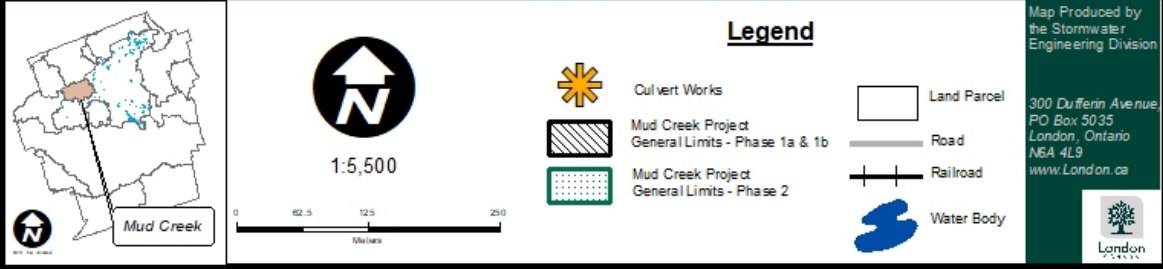 Mud Creek
N
N
1:5,500
0 62.5 125 250
Meters
Legend
Culvert Works
Mud Creek Project
General Limits - Phase 1a & 1b
Mud Creek Project
General Limits - Phase 2
Land Parcel
Road
Railroad
Water Body
Map Produced by
the Stormwater
Engineering Division
300 Dufferin Avenue,
PO Box 5035
London, Ontario
N6A 4L9
www.London.ca
London